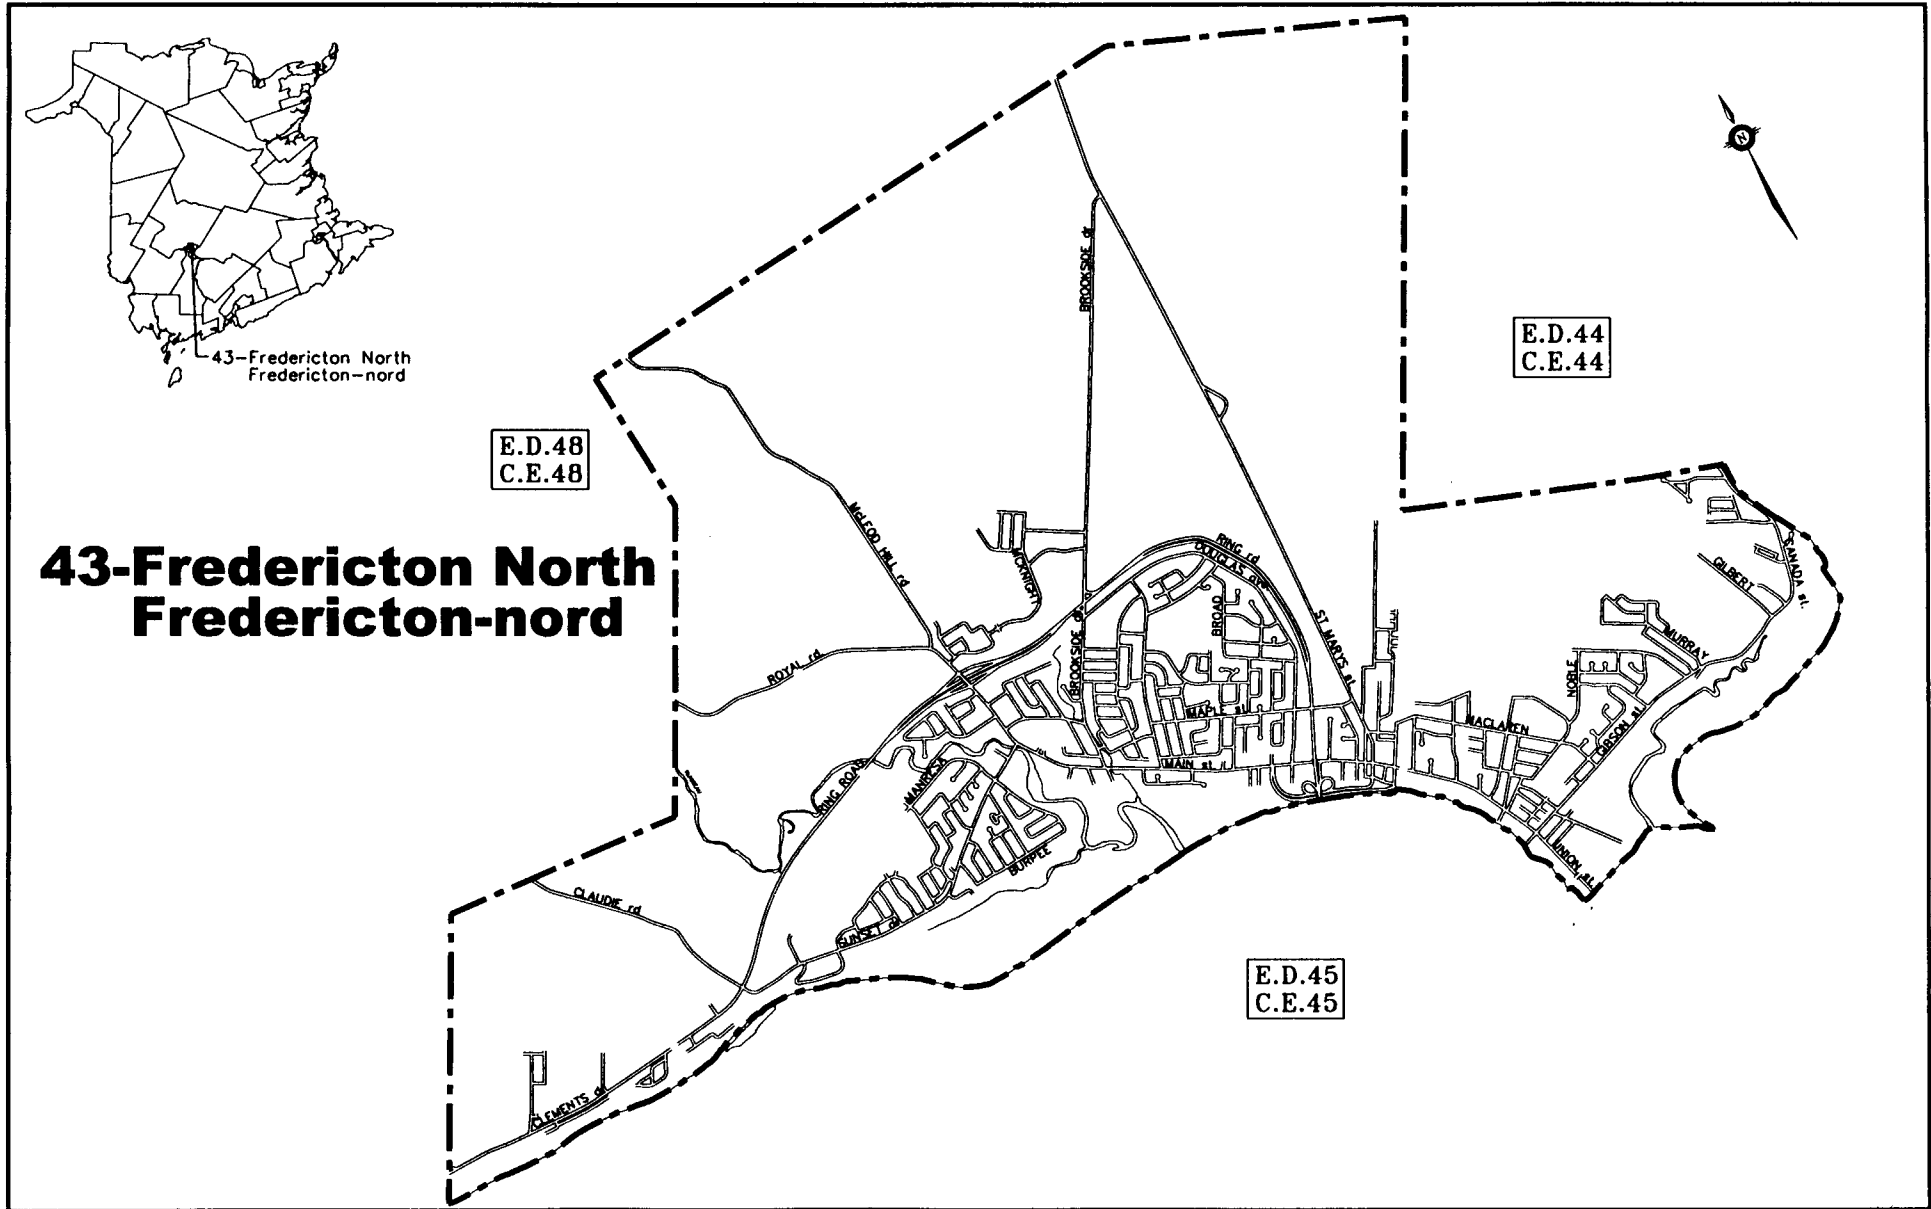 43-Fredericton North
Fredericton-nord
N
E.D.44
C.E.44
E.D.48
C.E.48
43-Fredericton North
Fredericton-nord
BROOKSIDE dr
McLEOD HILL rd
MCKNIGHT
RING rd
DOUGLAS ave
BROAD
ST MARYS st.
CANADA st.
GILBERT
MURRAY
NOBLE
ROYAL rd
BROOKSIDE dr
MAPLE st.
MACLAREN
GIBSON st.
MAIN st.
RING ROAD
MANRESA
BURPEE
UNION st.
CLAUDIE rd
SUNSET dr
E.D.45
C.E.45
CLEMENTS dr